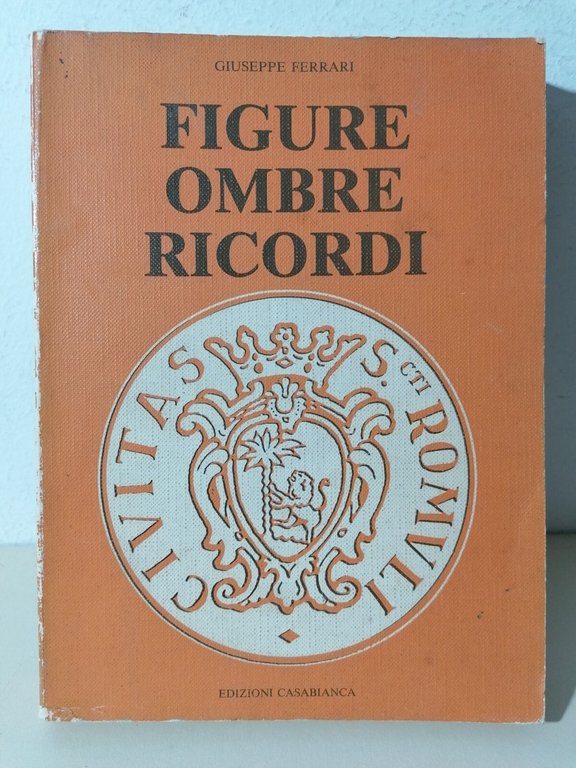 GIUSEPPE FERRARI
FIGURE
OMBRE
RICORDI
CIVITAS S. CTI ROMVLI
EDIZIONI CASABIANCA